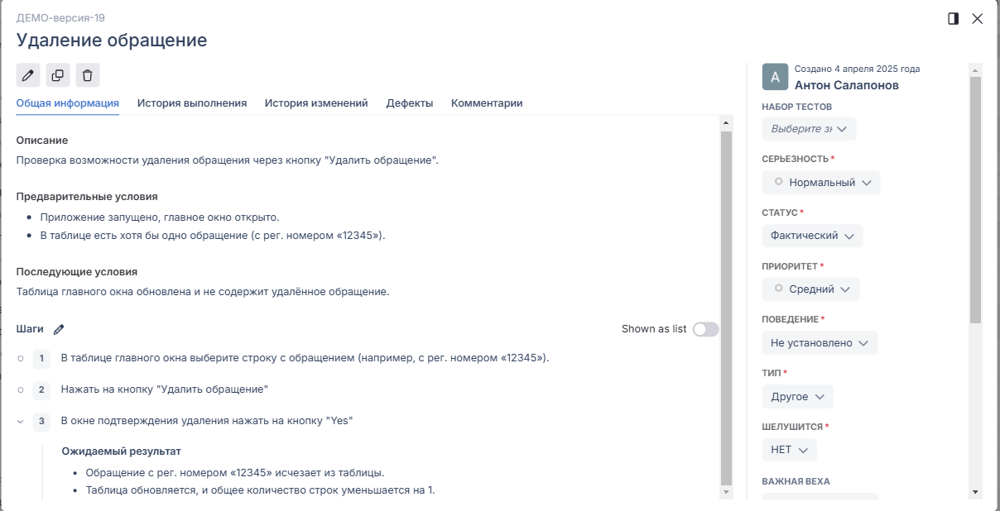 ДЕМО-версия-19
Удаление обращение
Общая информация
История выполнения
История изменений
Дефекты
Комментарии
Описание
Проверка возможности удаления обращения через кнопку "Удалить обращение".
Предварительные условия
Приложение запущено, главное окно открыто.
В таблице есть хотя бы одно обращение (с рег. номером «12345»).
Последующие условия
Таблица главного окна обновлена и не содержит удалённое обращение.
Шаги
Shown as list
1 В таблице главного окна выберите строку с обращением (например, с рег. номером «12345»).
2 Нажать на кнопку "Удалить обращение"
3 В окне подтверждения удаления нажать на кнопку "Yes"
Ожидаемый результат
Обращение с рег. номером «12345» исчезает из таблицы.
Таблица обновляется, и общее количество строк уменьшается на 1.
А
Создано 4 апреля 2025 года
Антон Салапонов
НАБОР ТЕСТОВ
Выберите
СЕРЬЕЗНОСТЬ *
Нормальный
СТАТУС *
Фактический
ПРИОРИТЕТ *
Средний
ПОВЕДЕНИЕ *
Не установлено
ТИП *
Другое
ШЕЛУШИТСЯ *
НЕТ
ВАЖНАЯ ВЕХА